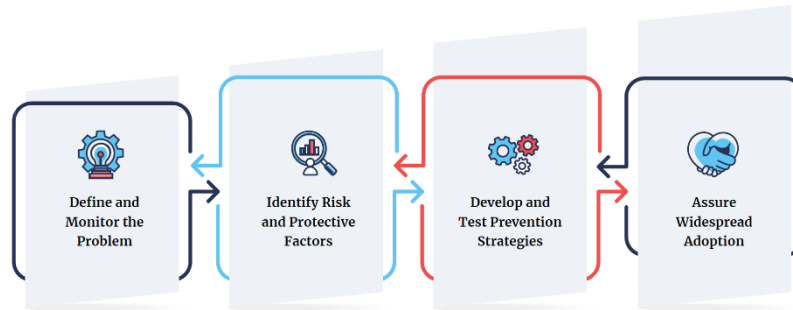 Define and
Monitor the
Problem
Identify Risk
and Protective
Factors
Develop and
Test Prevention
Strategies
Assure
Widespread
Adoption